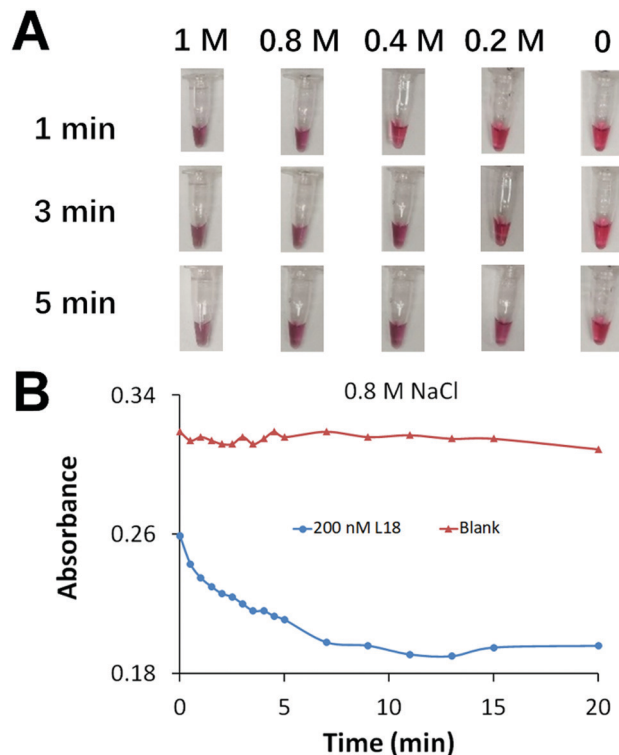 A
1 M 0.8 M 0.4 M 0.2 M 0
1 min
3 min
5 min
B
0.8 M NaCl
0.34
0.26
0.18
Absorbance
200 nM L18 Blank
0 5 10 15 20
Time (min)